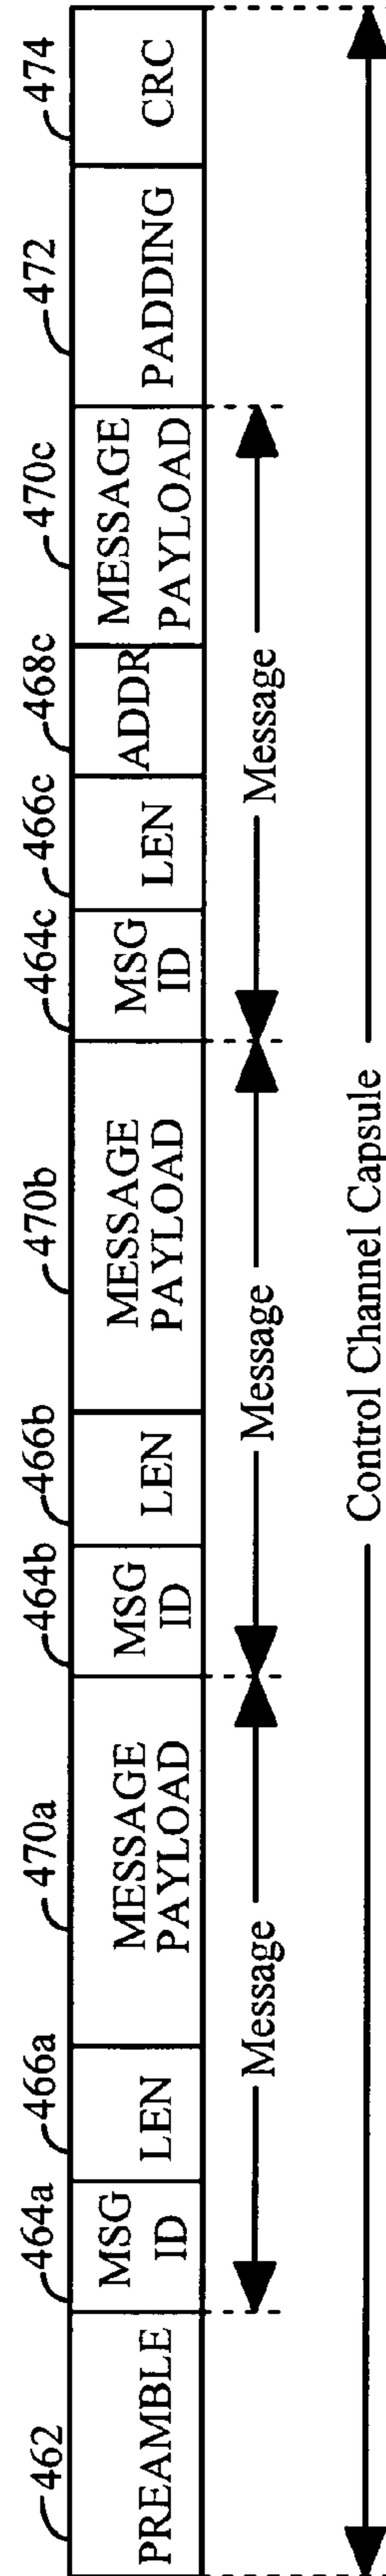 462
464a
466a
470a
464b
466b
470b
464c
466c
468c
470c
472
474
PREAMBLE
MSG
ID
LEN
MESSAGE
PAYLOAD
MSG
ID
LEN
MESSAGE
PAYLOAD
MSG
ID
LEN
ADDR
MESSAGE
PAYLOAD
PADDING
CRC
Message
Message
Message
Control Channel Capsule